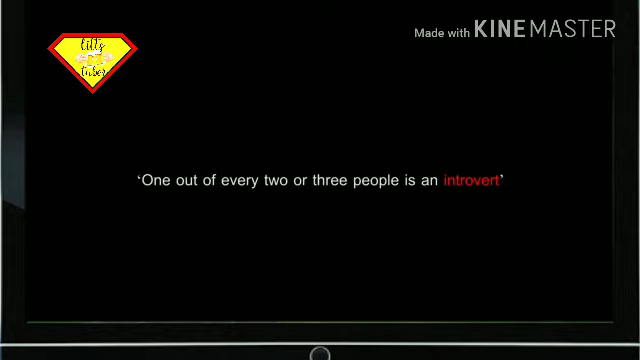 Made with KINEMASTER
‘One out of every two or three people is an introvert’